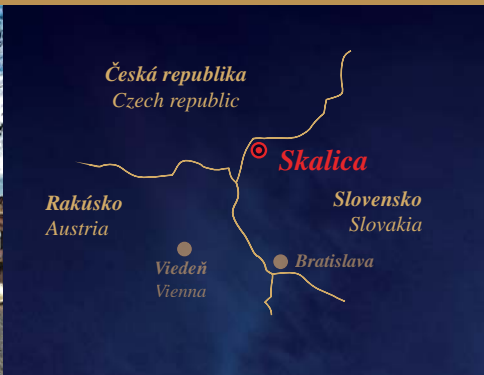 Česká republika
Czech republic
Skalica
Rakúsko
Austria
Slovensko
Slovakia
Viedeň
Vienna
Bratislava